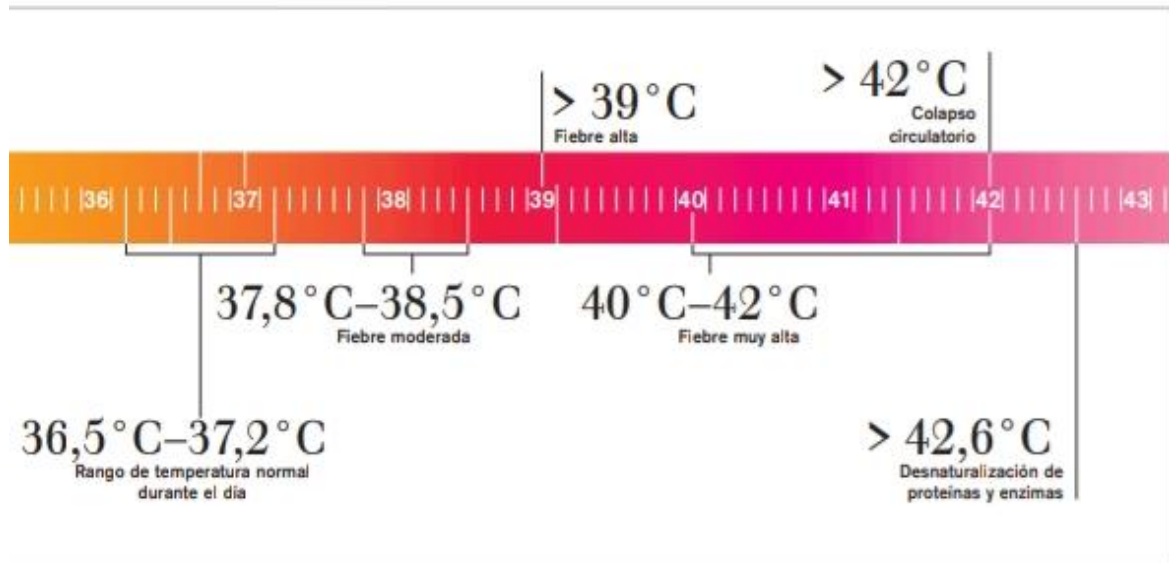 > 39°C
Fiebre alta
> 42°C
Colapso
circulatorio
36 37 38 39 40 41 42 43
37,8°C–38,5°C
Fiebre moderada
40°C–42°C
Fiebre muy alta
36,5°C–37,2°C
Rango de temperatura normal
durante el día
> 42,6°C
Desnaturalización de
proteínas y enzimas